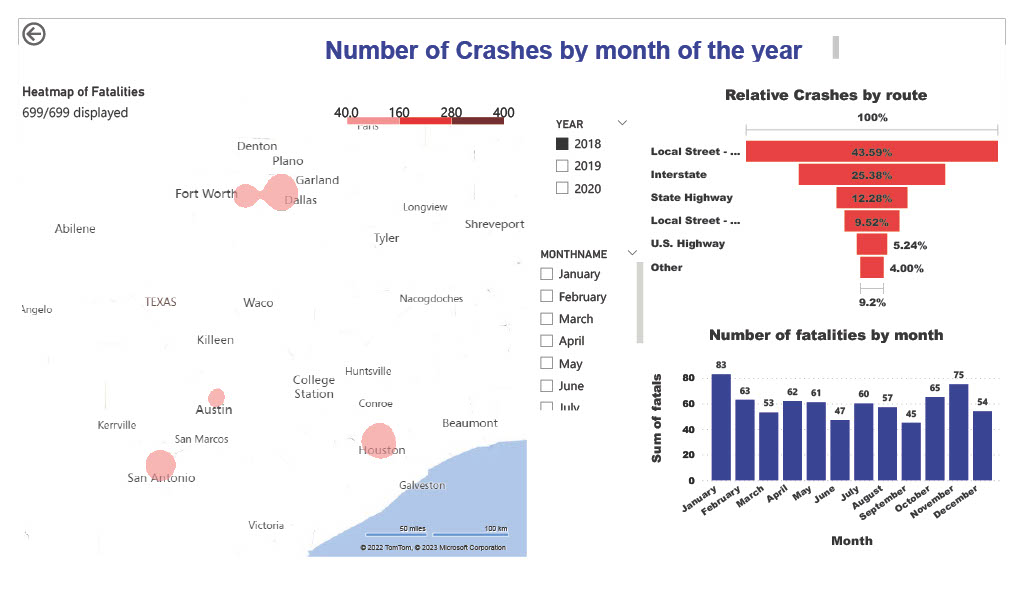 Number of Crashes by month of the year
Heatmap of Fatalities
699/699 displayed
40.0 160 280 400
Paris
Denton
Plano
Garland
Fort Worth
Dallas
Longview
Shreveport
Abilene
Tyler
TEXAS
Waco
Nacogdoches
Angelo
Killeen
Huntsville
College
Station
Conroe
Austin
Kerrville
Beaumont
San Marcos
Houston
San Antonio
Galveston
Victoria
50 miles 100 km
© 2022 TomTom, © 2023 Microsoft Corporation
YEAR
2018
2019
2020
MONTHNAME
January
February
March
April
May
June
July
Relative Crashes by route
100%
Local Street - ... 43.59%
Interstate 25.38%
State Highway 12.28%
Local Street - ... 9.52%
U.S. Highway 5.24%
Other 4.00%
9.2%
Number of fatalities by month
Sum of fatals
80
60
40
20
0
83 63 53 62 61 47 60 57 45 65 75 54
January February March April May June July August September October November December
Month